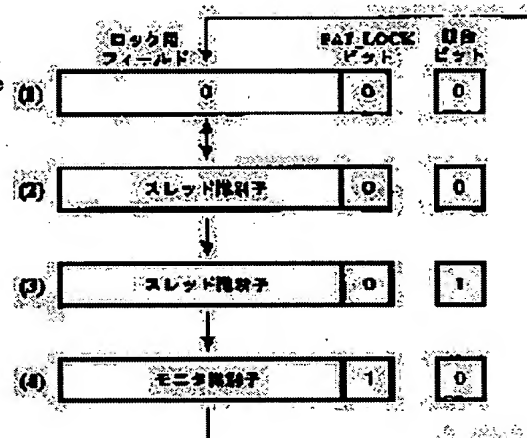 ロック用
フィールド
FAT LOCK
ビット
競合
ビット
(1) 0 0 0
(2) スレッド識別子 0 0
(3) スレッド識別子 0 1
(4) モニタ識別子 1 0